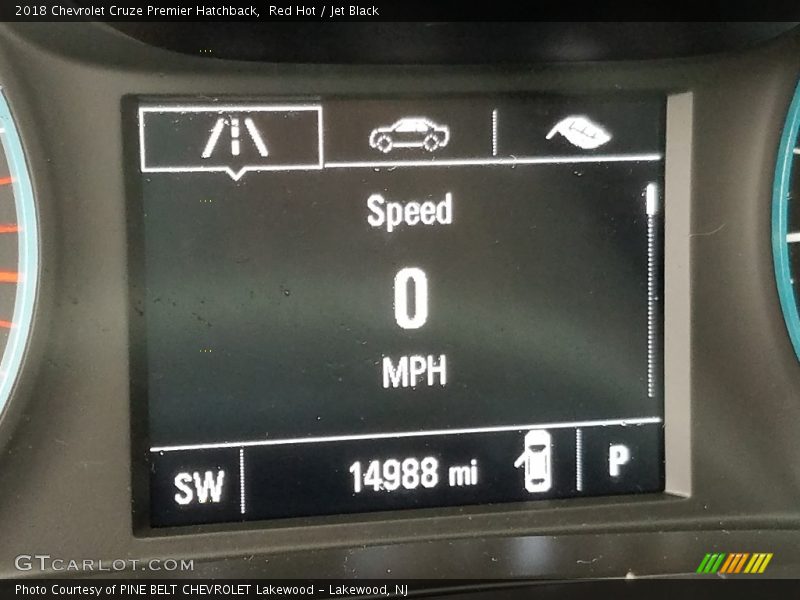 2018 Chevrolet Cruze Premier Hatchback,  Red Hot / Jet Black
Speed
0
MPH
SW
14988 mi
P
GTCARLOT.COM
Photo Courtesy of PINE BELT CHEVROLET Lakewood - Lakewood, NJ